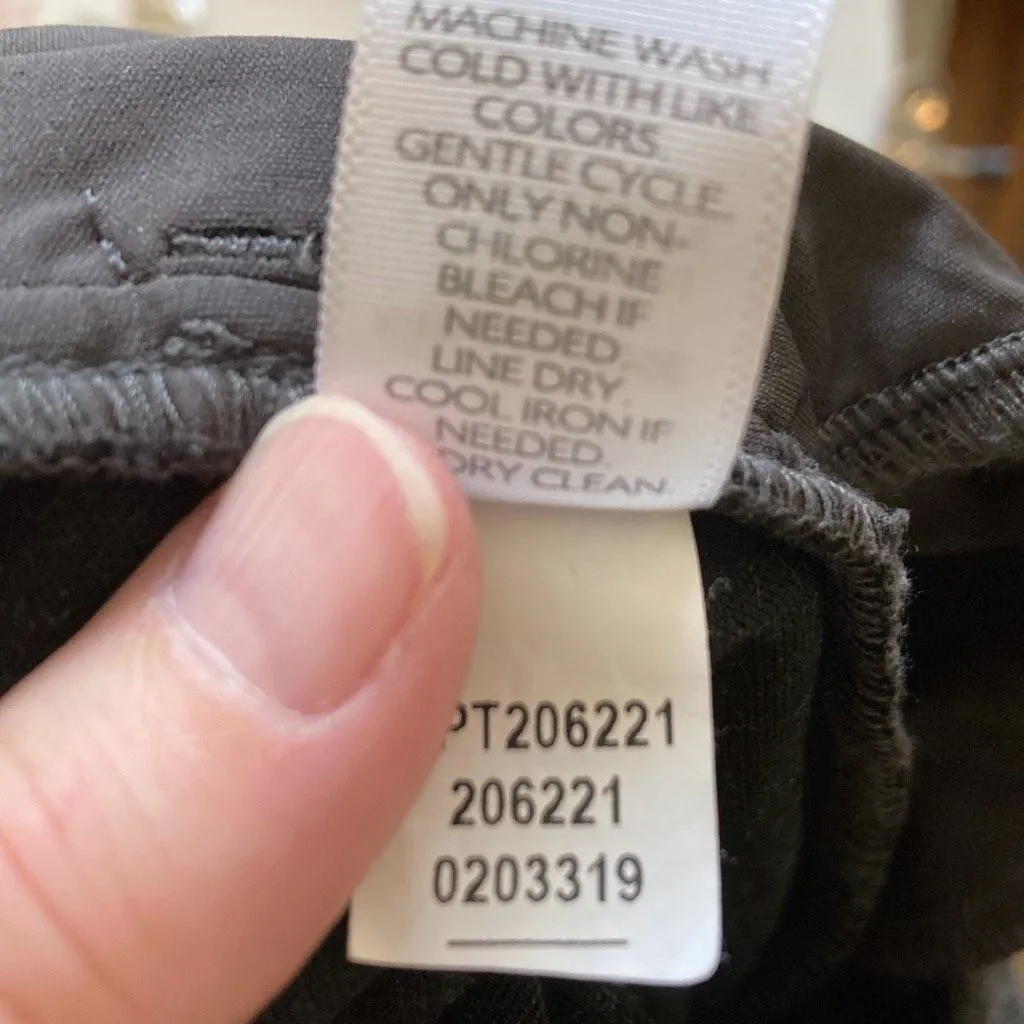 MACHINE WASH
COLD WITH LIKE
COLORS.
GENTLE CYCLE.
ONLY NON-
CHLORINE
BLEACH IF
NEEDED.
LINE DRY.
COOL IRON IF
NEEDED.
DRY CLEAN.
PT206221
206221
0203319